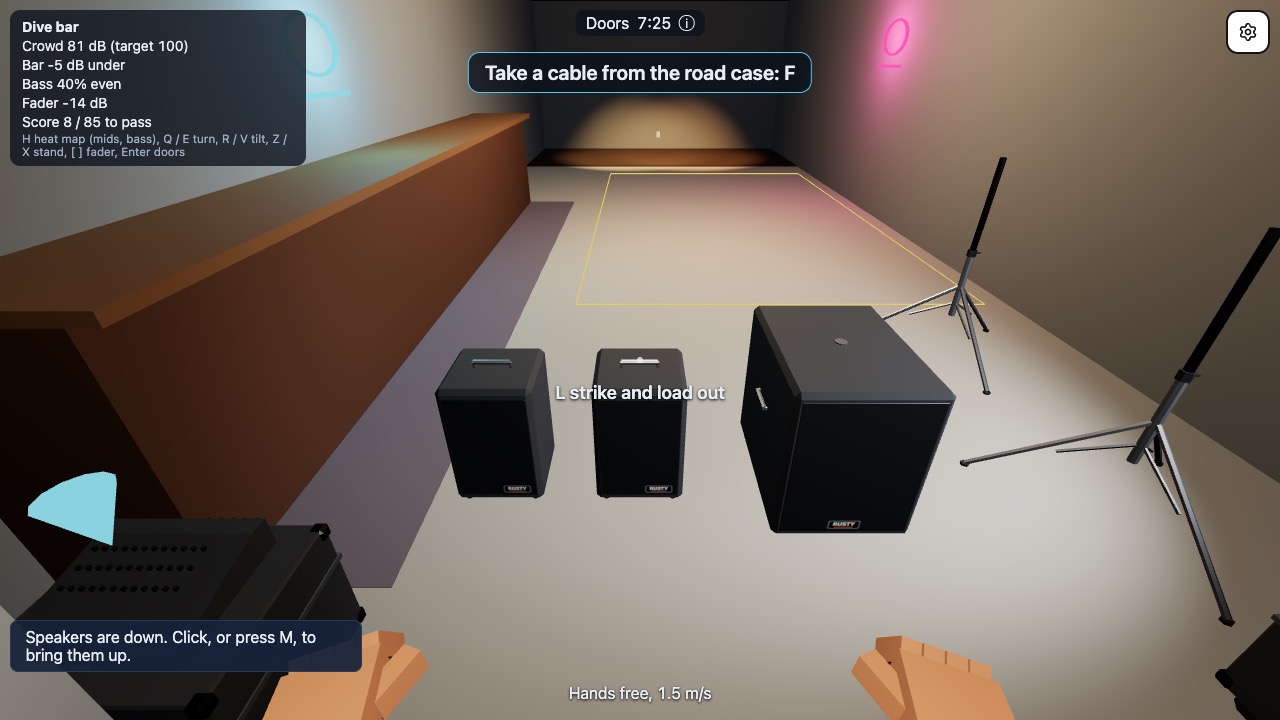 Dive bar
Crowd 81 dB (target 100)
Bar -5 dB under
Bass 40% even
Fader -14 dB
Score 8 / 85 to pass
H heat map (mids, bass), Q / E turn, R / V tilt, Z /
X stand, [ ] fader, Enter doors
Doors 7:25 ⓘ
Take a cable from the road case: F
L strike and load out
RUSTY
RUSTY
RUSTY
Speakers are down. Click, or press M, to
bring them up.
Hands free, 1.5 m/s